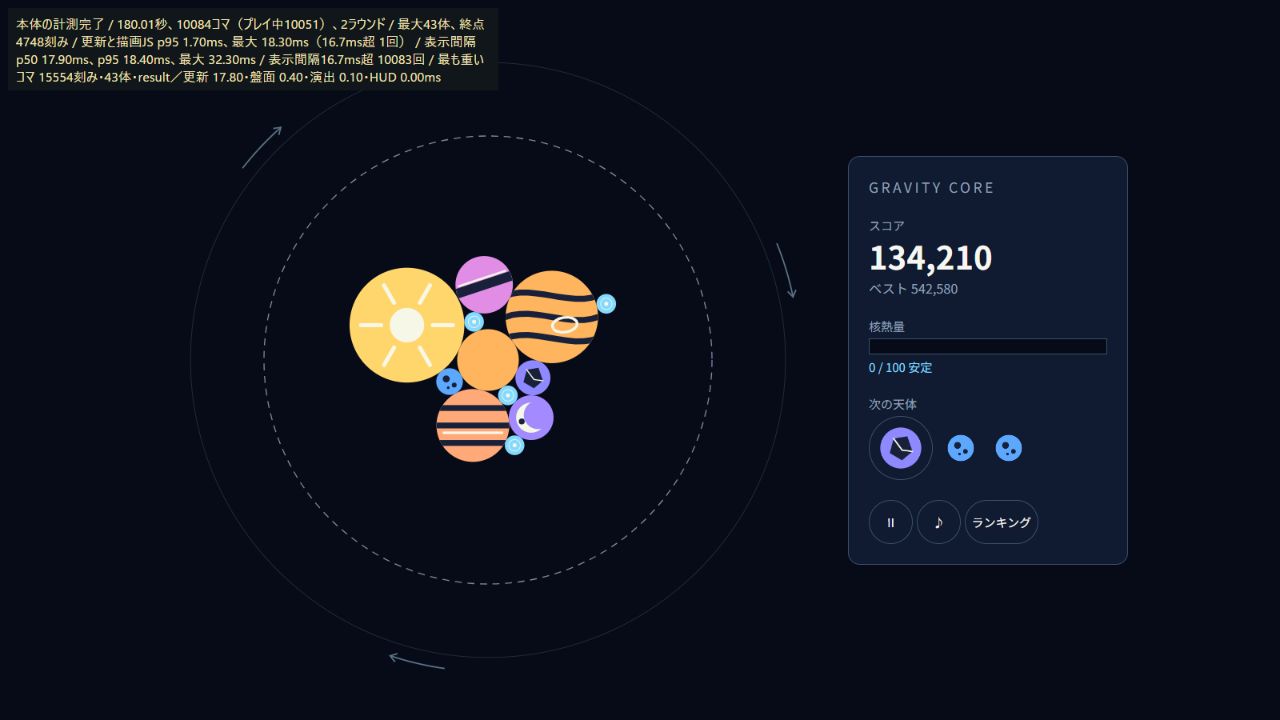 本体の計測完了 / 180.01秒、10084コマ（プレイ中10051）、2ラウンド / 最大43体、終点
4748刻み / 更新と描画JS p95 1.70ms、最大 18.30ms（16.7ms超 1回） / 表示間隔
p50 17.90ms、p95 18.40ms、最大 32.30ms / 表示間隔16.7ms超 10083回 / 最も重い
コマ 15554刻み・43体・result／更新 17.80・盤面 0.40・演出 0.10・HUD 0.00ms
GRAVITY CORE
スコア
134,210
ベスト 542,580
核熱量
0 / 100 安定
次の天体
ランキング